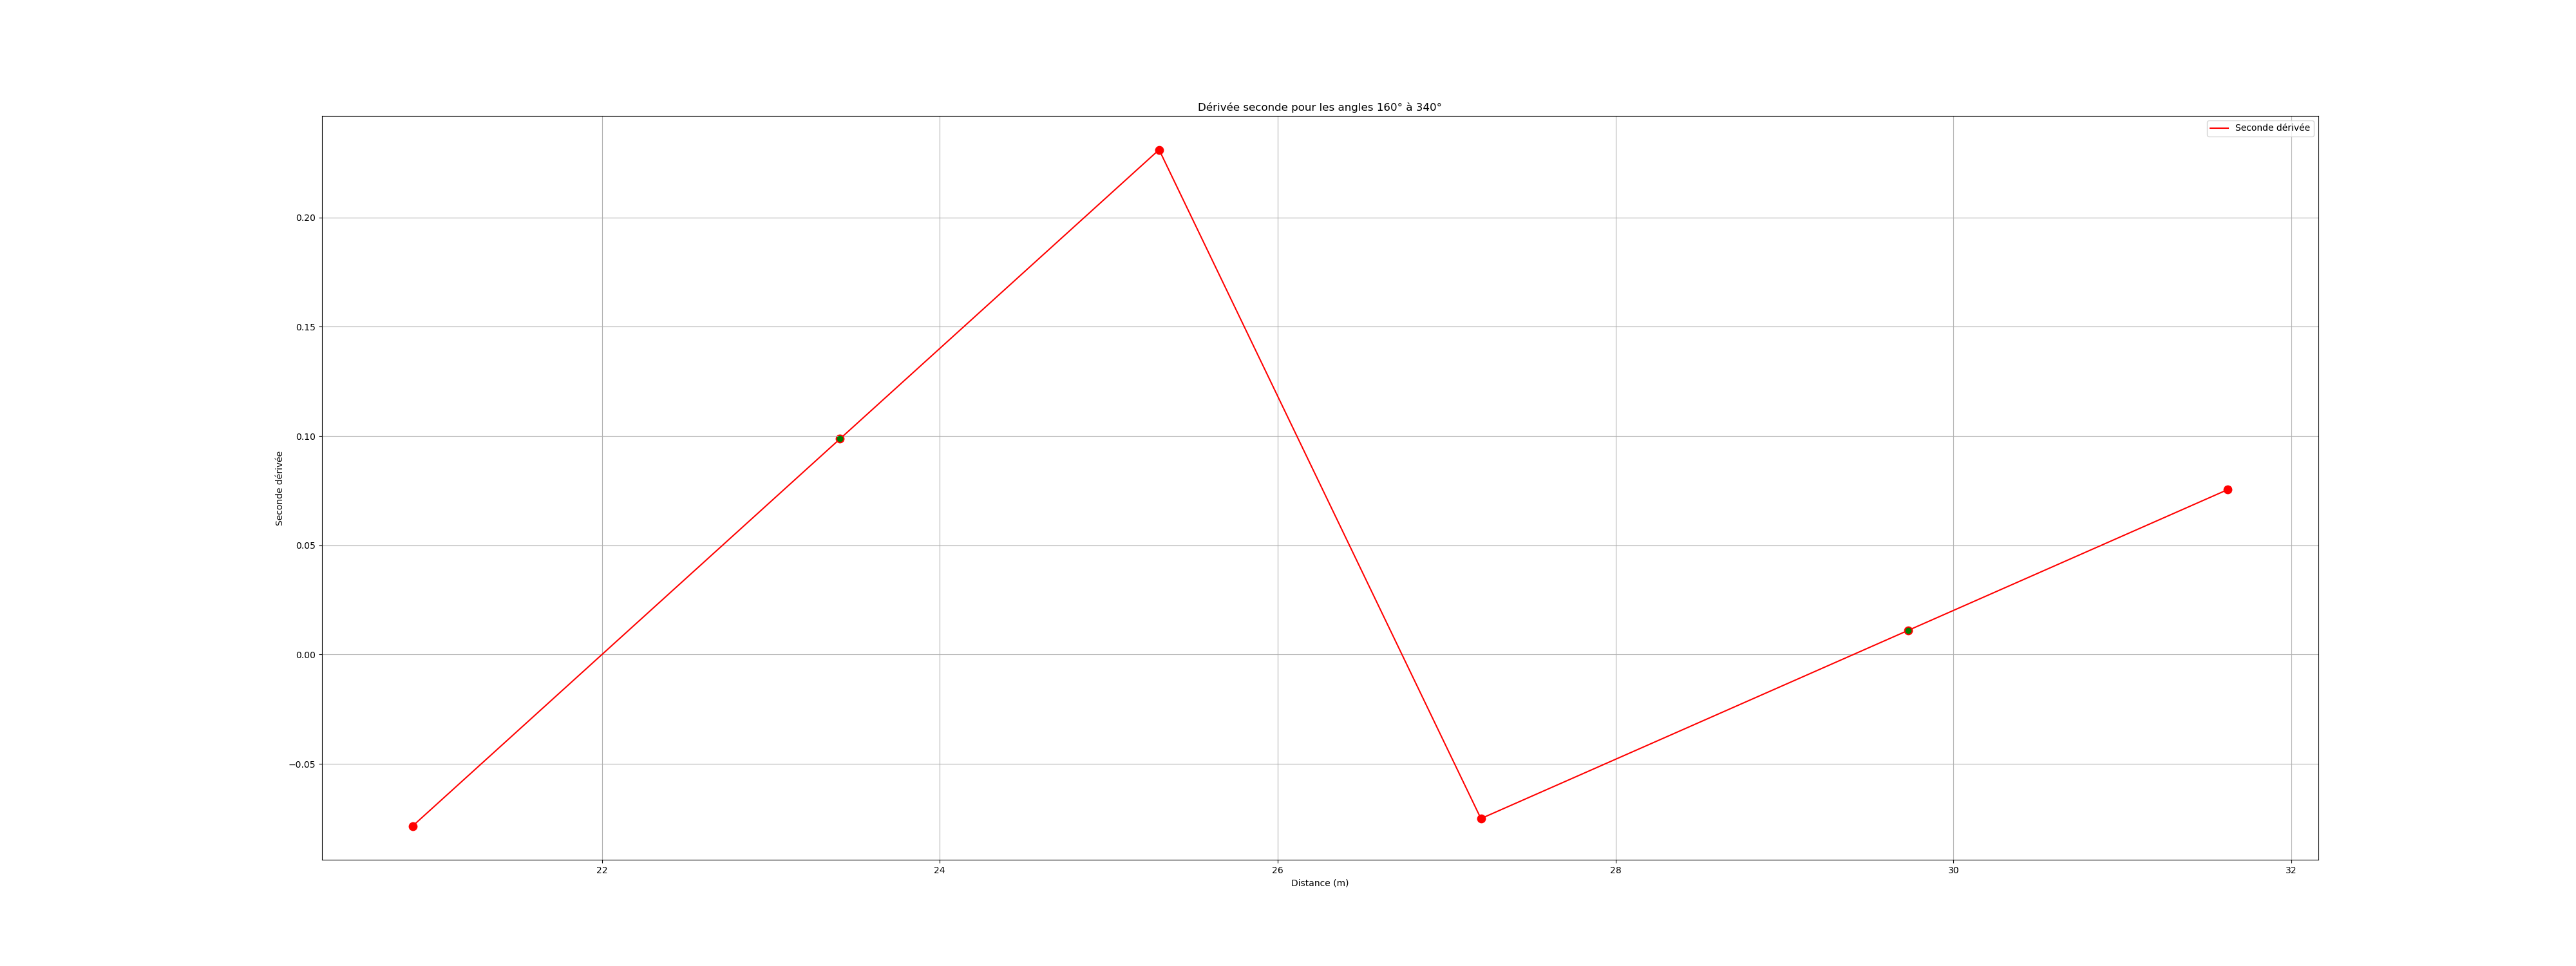 Dérivée seconde pour les angles 160° à 340°
Seconde dérivée
0.20
0.15
0.10
0.05
0.00
−0.05
Seconde dérivée
22 24 26 28 30 32
Distance (m)